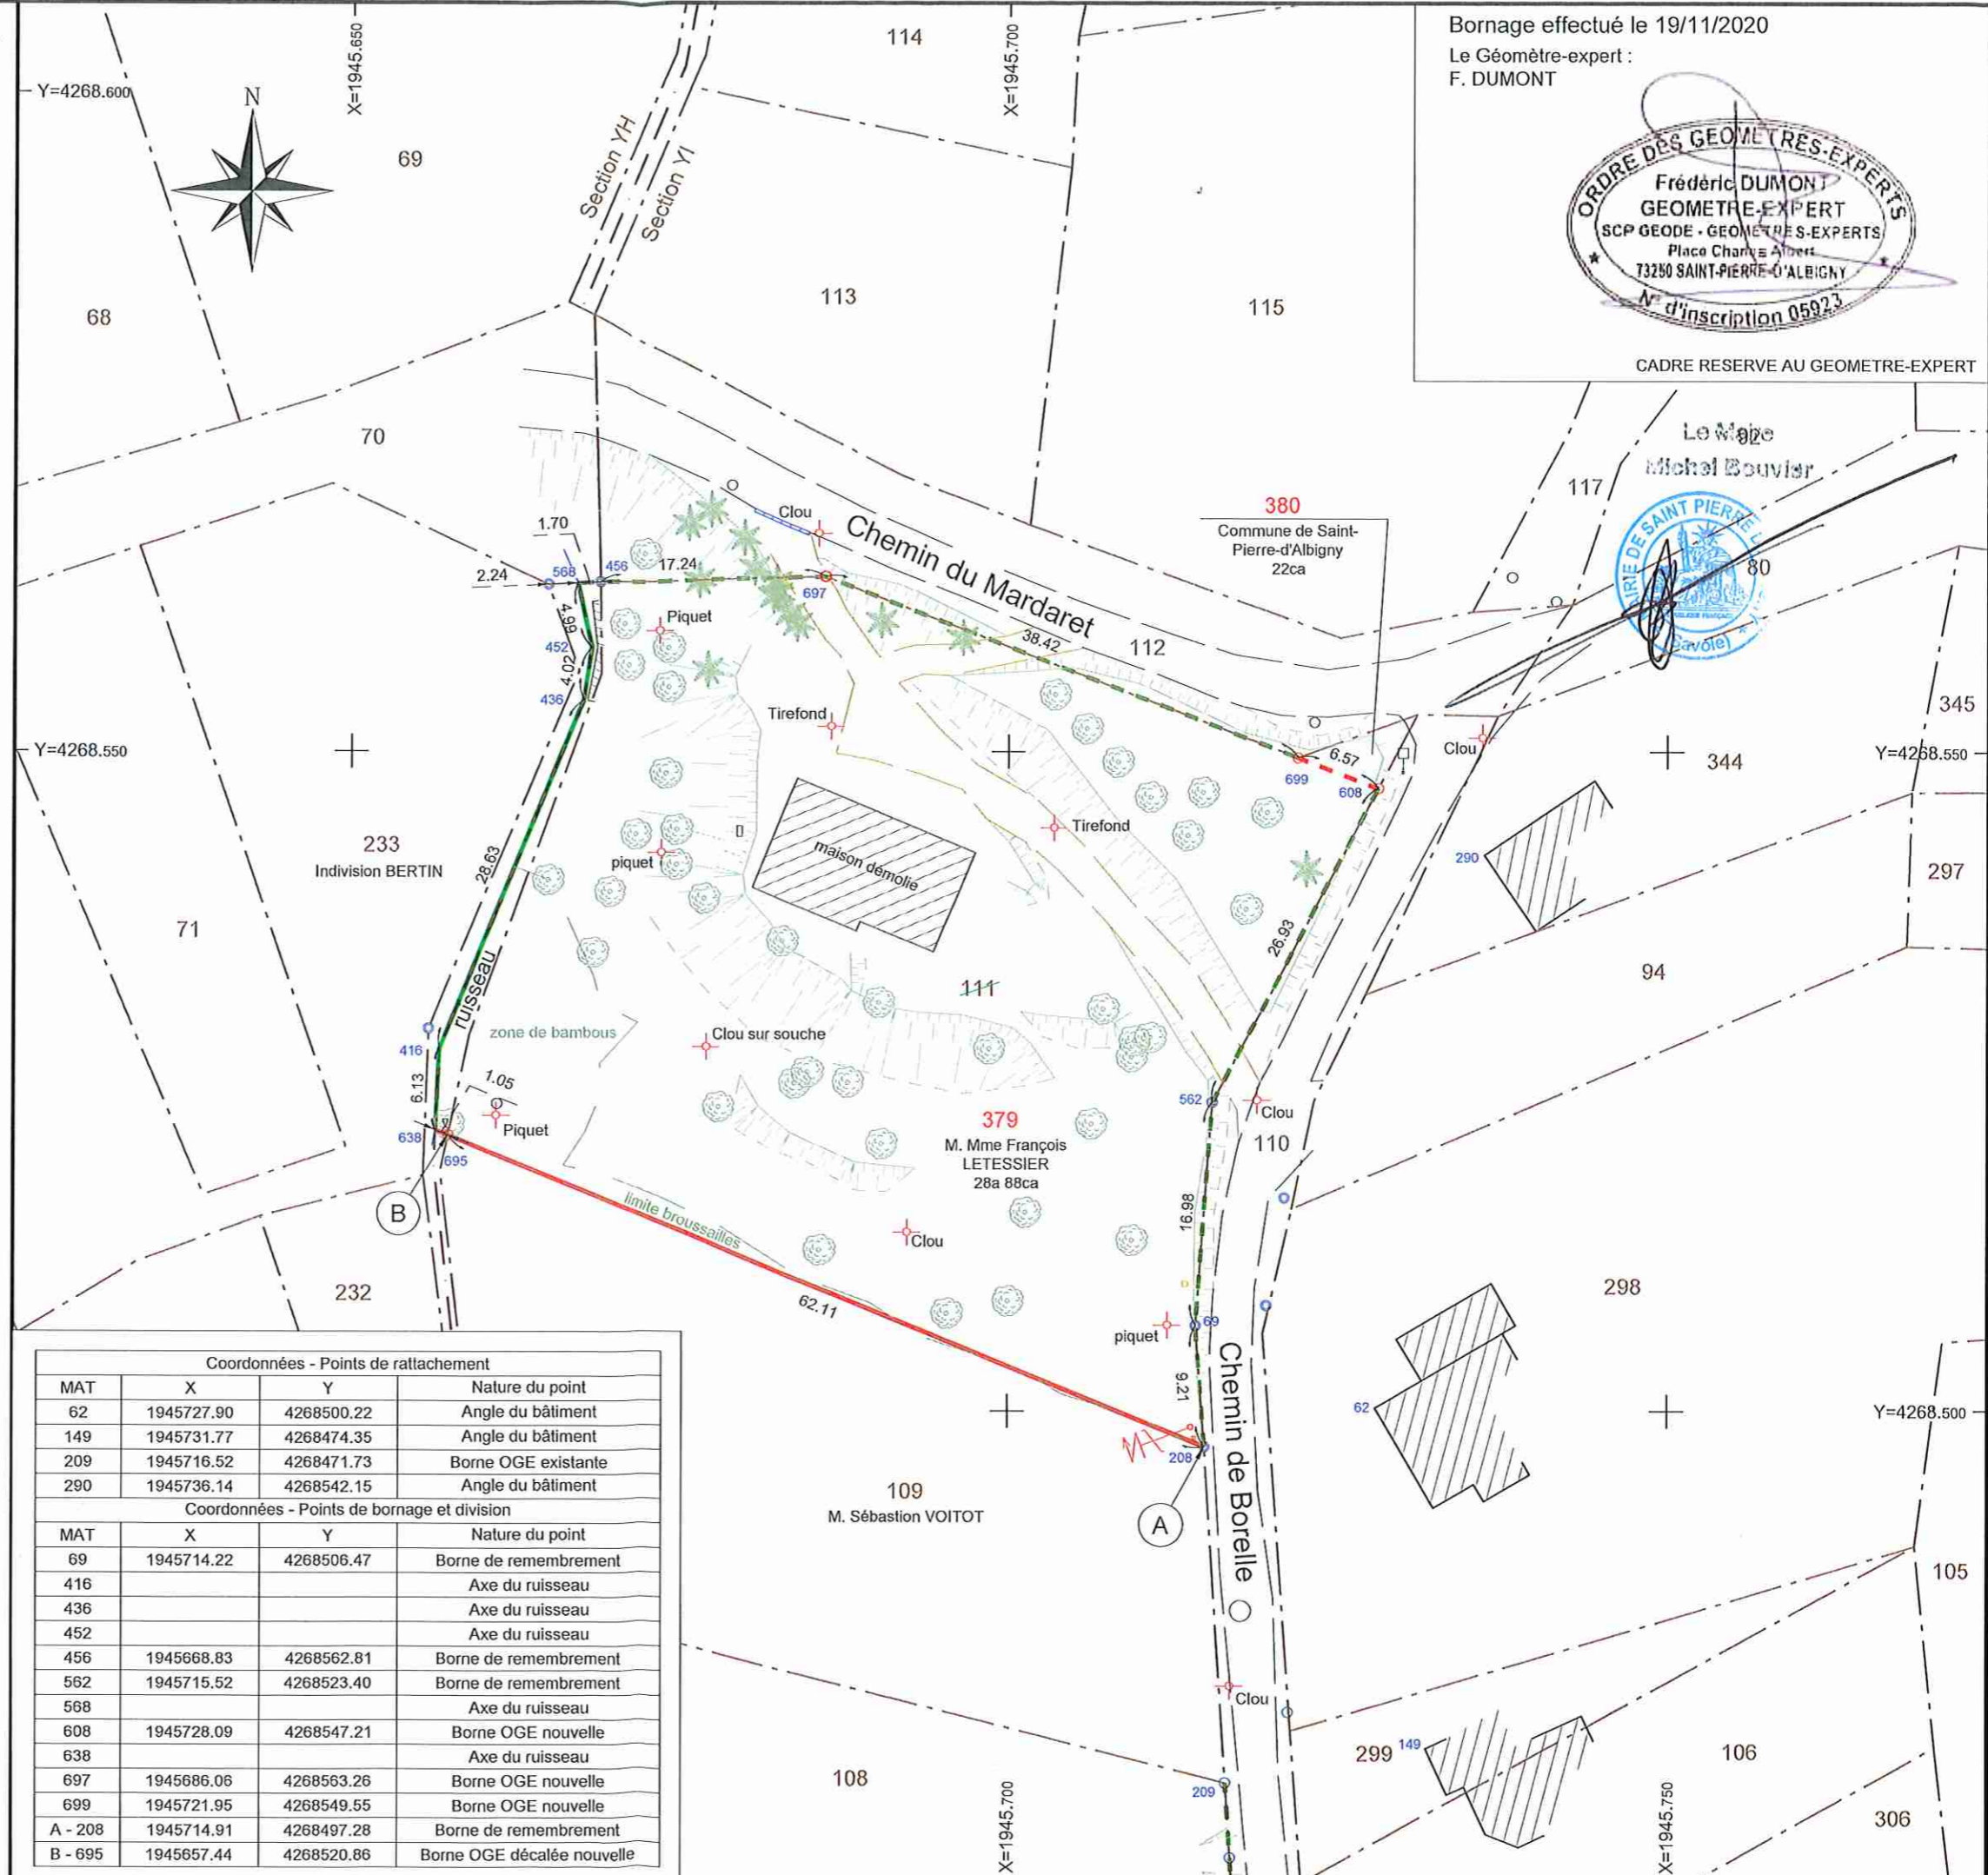 X=1945.650
X=1945.700
114
Bornage effectué le 19/11/2020
Le Géomètre-expert :
F. DUMONT
Y=4268.600
N
69
Section YH
Section YI
ORDRE DES GEOMETRES-EXPERTS
Frédéric DUMONT
GEOMETRE-EXPERT
SCP GEODE - GEOMETRES-EXPERTS
Place Charles Albert
73250 SAINT-PIERRE-D'ALBIGNY
N° d'inscription 05923
CADRE RESERVE AU GEOMETRE-EXPERT
68
113
115
70
Le Maire
92
Michel Bouvier
117
MAIRIE DE SAINT PIERRE
(Savoie)
80
380
Commune de Saint-
Pierre-d'Albigny
22ca
Clou
Chemin du Mardaret
1.70
2.24
568
456
17.24
697
4.99
452
4.02
436
Piquet
38.42
112
Tirefond
345
Y=4268.550
Clou
344
Y=4268.550
6.57
699
608
233
Indivision BERTIN
28.63
piquet
maison démolie
Tirefond
290
297
71
26.93
94
ruisseau
111
zone de bambous
Clou sur souche
416
6.13
1.05
Piquet
638
695
B
562
Clou
110
379
M. Mme François
LETESSIER
28a 88ca
16.98
limite broussailles
Clou
232
62.11
298
piquet
69
9.21
Chemin de Borelle
62
Y=4268.500
208
A
109
M. Sébastion VOITOT
105
Clou
108
209
299
149
106
306
X=1945.700
X=1945.750
Coordonnées - Points de rattachement
MAT X Y Nature du point
62 1945727.90 4268500.22 Angle du bâtiment
149 1945731.77 4268474.35 Angle du bâtiment
209 1945716.52 4268471.73 Borne OGE existante
290 1945736.14 4268542.15 Angle du bâtiment
Coordonnées - Points de bornage et division
MAT X Y Nature du point
69 1945714.22 4268506.47 Borne de remembrement
416 Axe du ruisseau
436 Axe du ruisseau
452 Axe du ruisseau
456 1945668.83 4268562.81 Borne de remembrement
562 1945715.52 4268523.40 Borne de remembrement
568 Axe du ruisseau
608 1945728.09 4268547.21 Borne OGE nouvelle
638 Axe du ruisseau
697 1945686.06 4268563.26 Borne OGE nouvelle
699 1945721.95 4268549.55 Borne OGE nouvelle
A - 208 1945714.91 4268497.28 Borne de remembrement
B - 695 1945657.44 4268520.86 Borne OGE décalée nouvelle